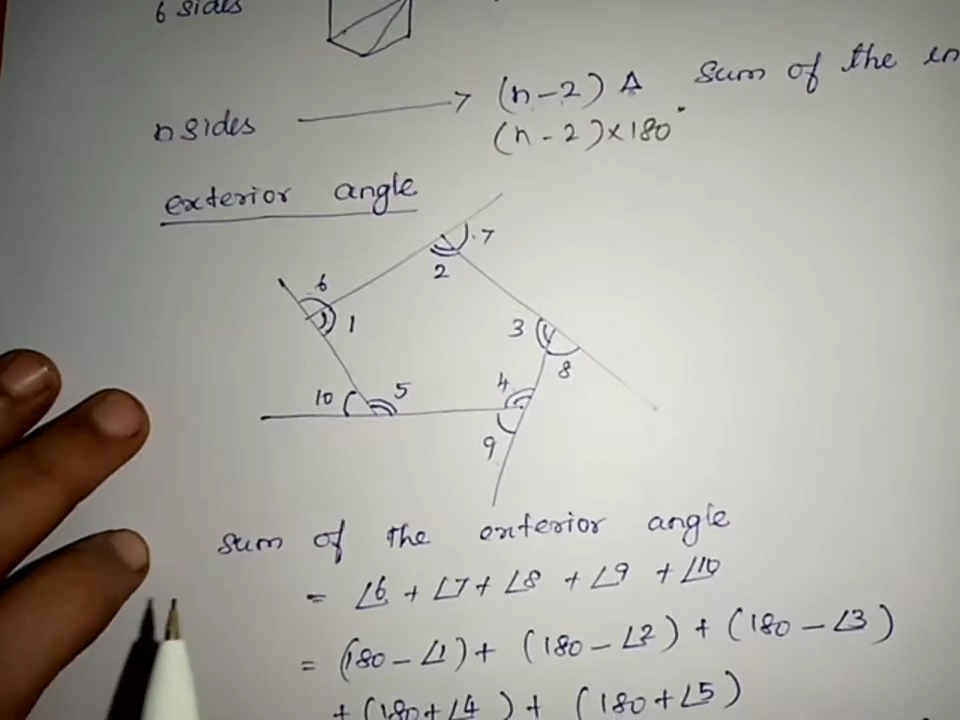 6 sides
n sides (n-2) Δ. sum of the in
(n-2)×180°
exterior angle
7
2
6
1
3
8
10 5 4
9
sum of the exterior angle
= ∠6 + ∠7 + ∠8 + ∠9 + ∠10
= (180 - ∠1) + (180 - ∠2) + (180 - ∠3)
+ (180+∠4) + (180+∠5)